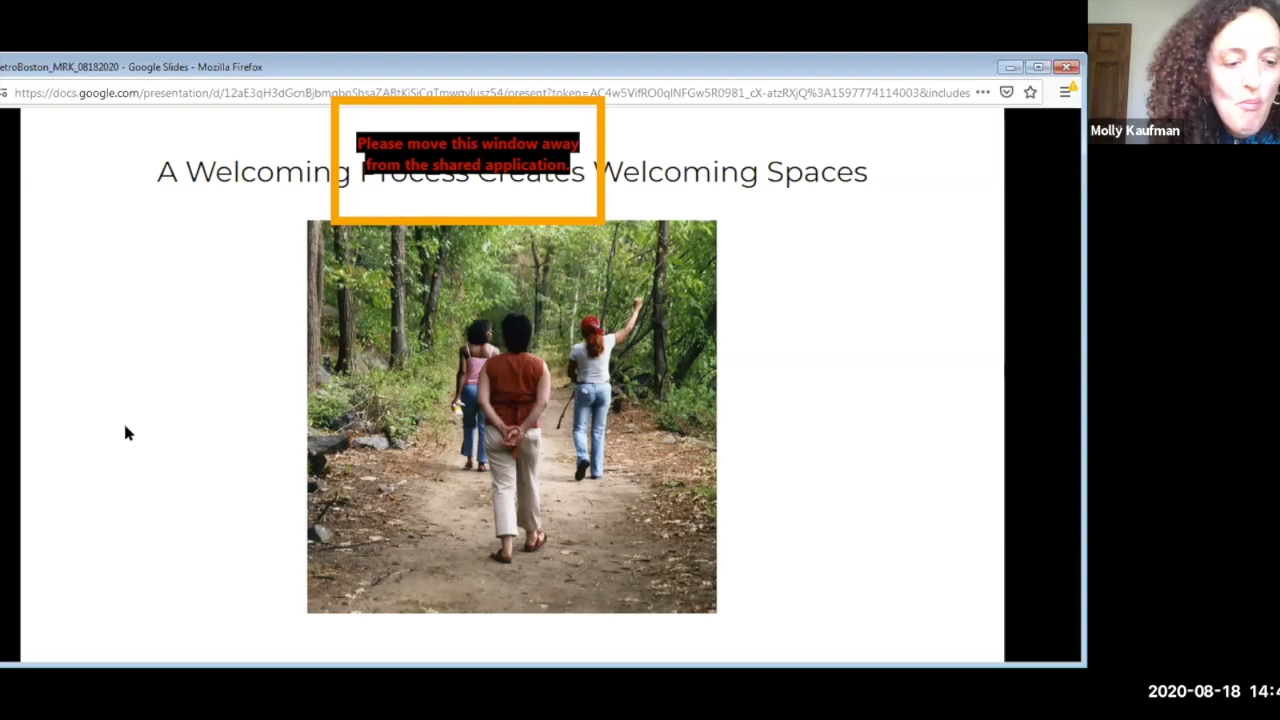 etroBoston_MRK_08182020 - Google Slides - Mozilla Firefox
Please move this window away
from the shared application.
A Welcoming Process Creates Welcoming Spaces
Molly Kaufman
2020-08-18 14:4